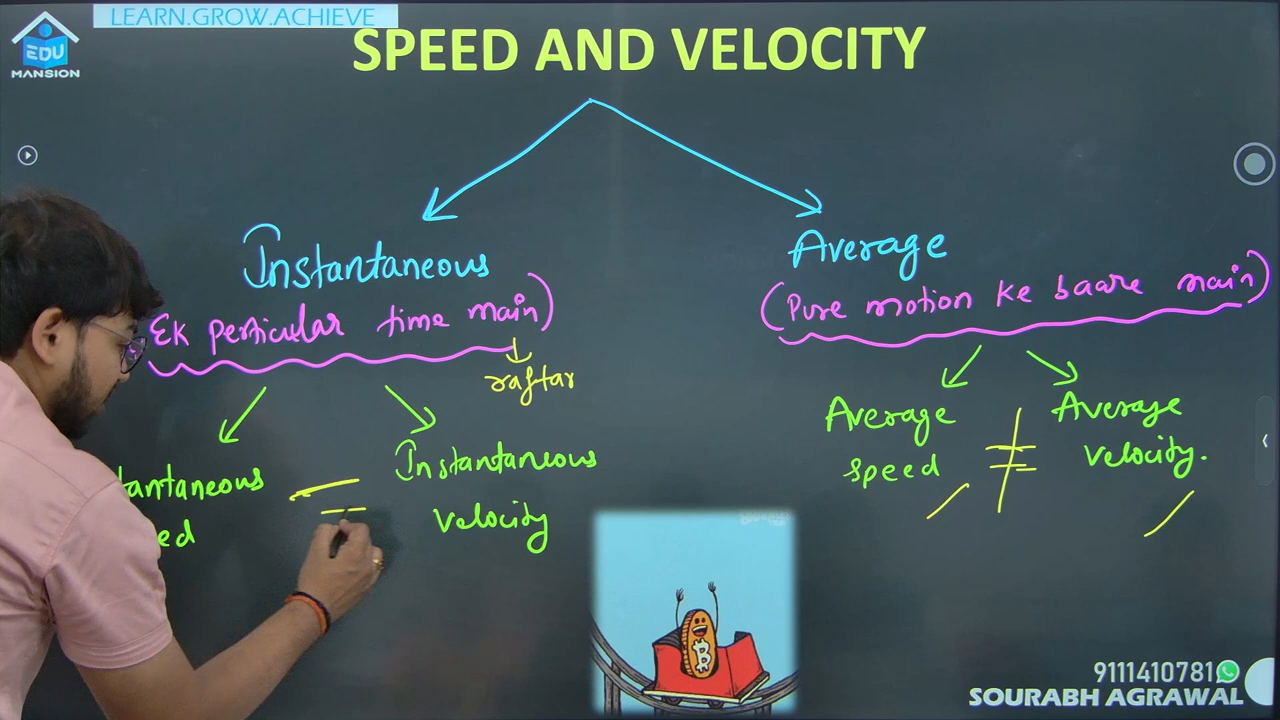 LEARN.GROW.ACHIEVE
EDU
MANSION
SPEED AND VELOCITY
Instantaneous
Average
Ek perticular time main)
(Pure motion ke baare main)
raftar
Average speed
≠
Average velocity.
tantaneous
ed
=
Instantaneous
velocity
B
9111410781
SOURABH AGRAWAL